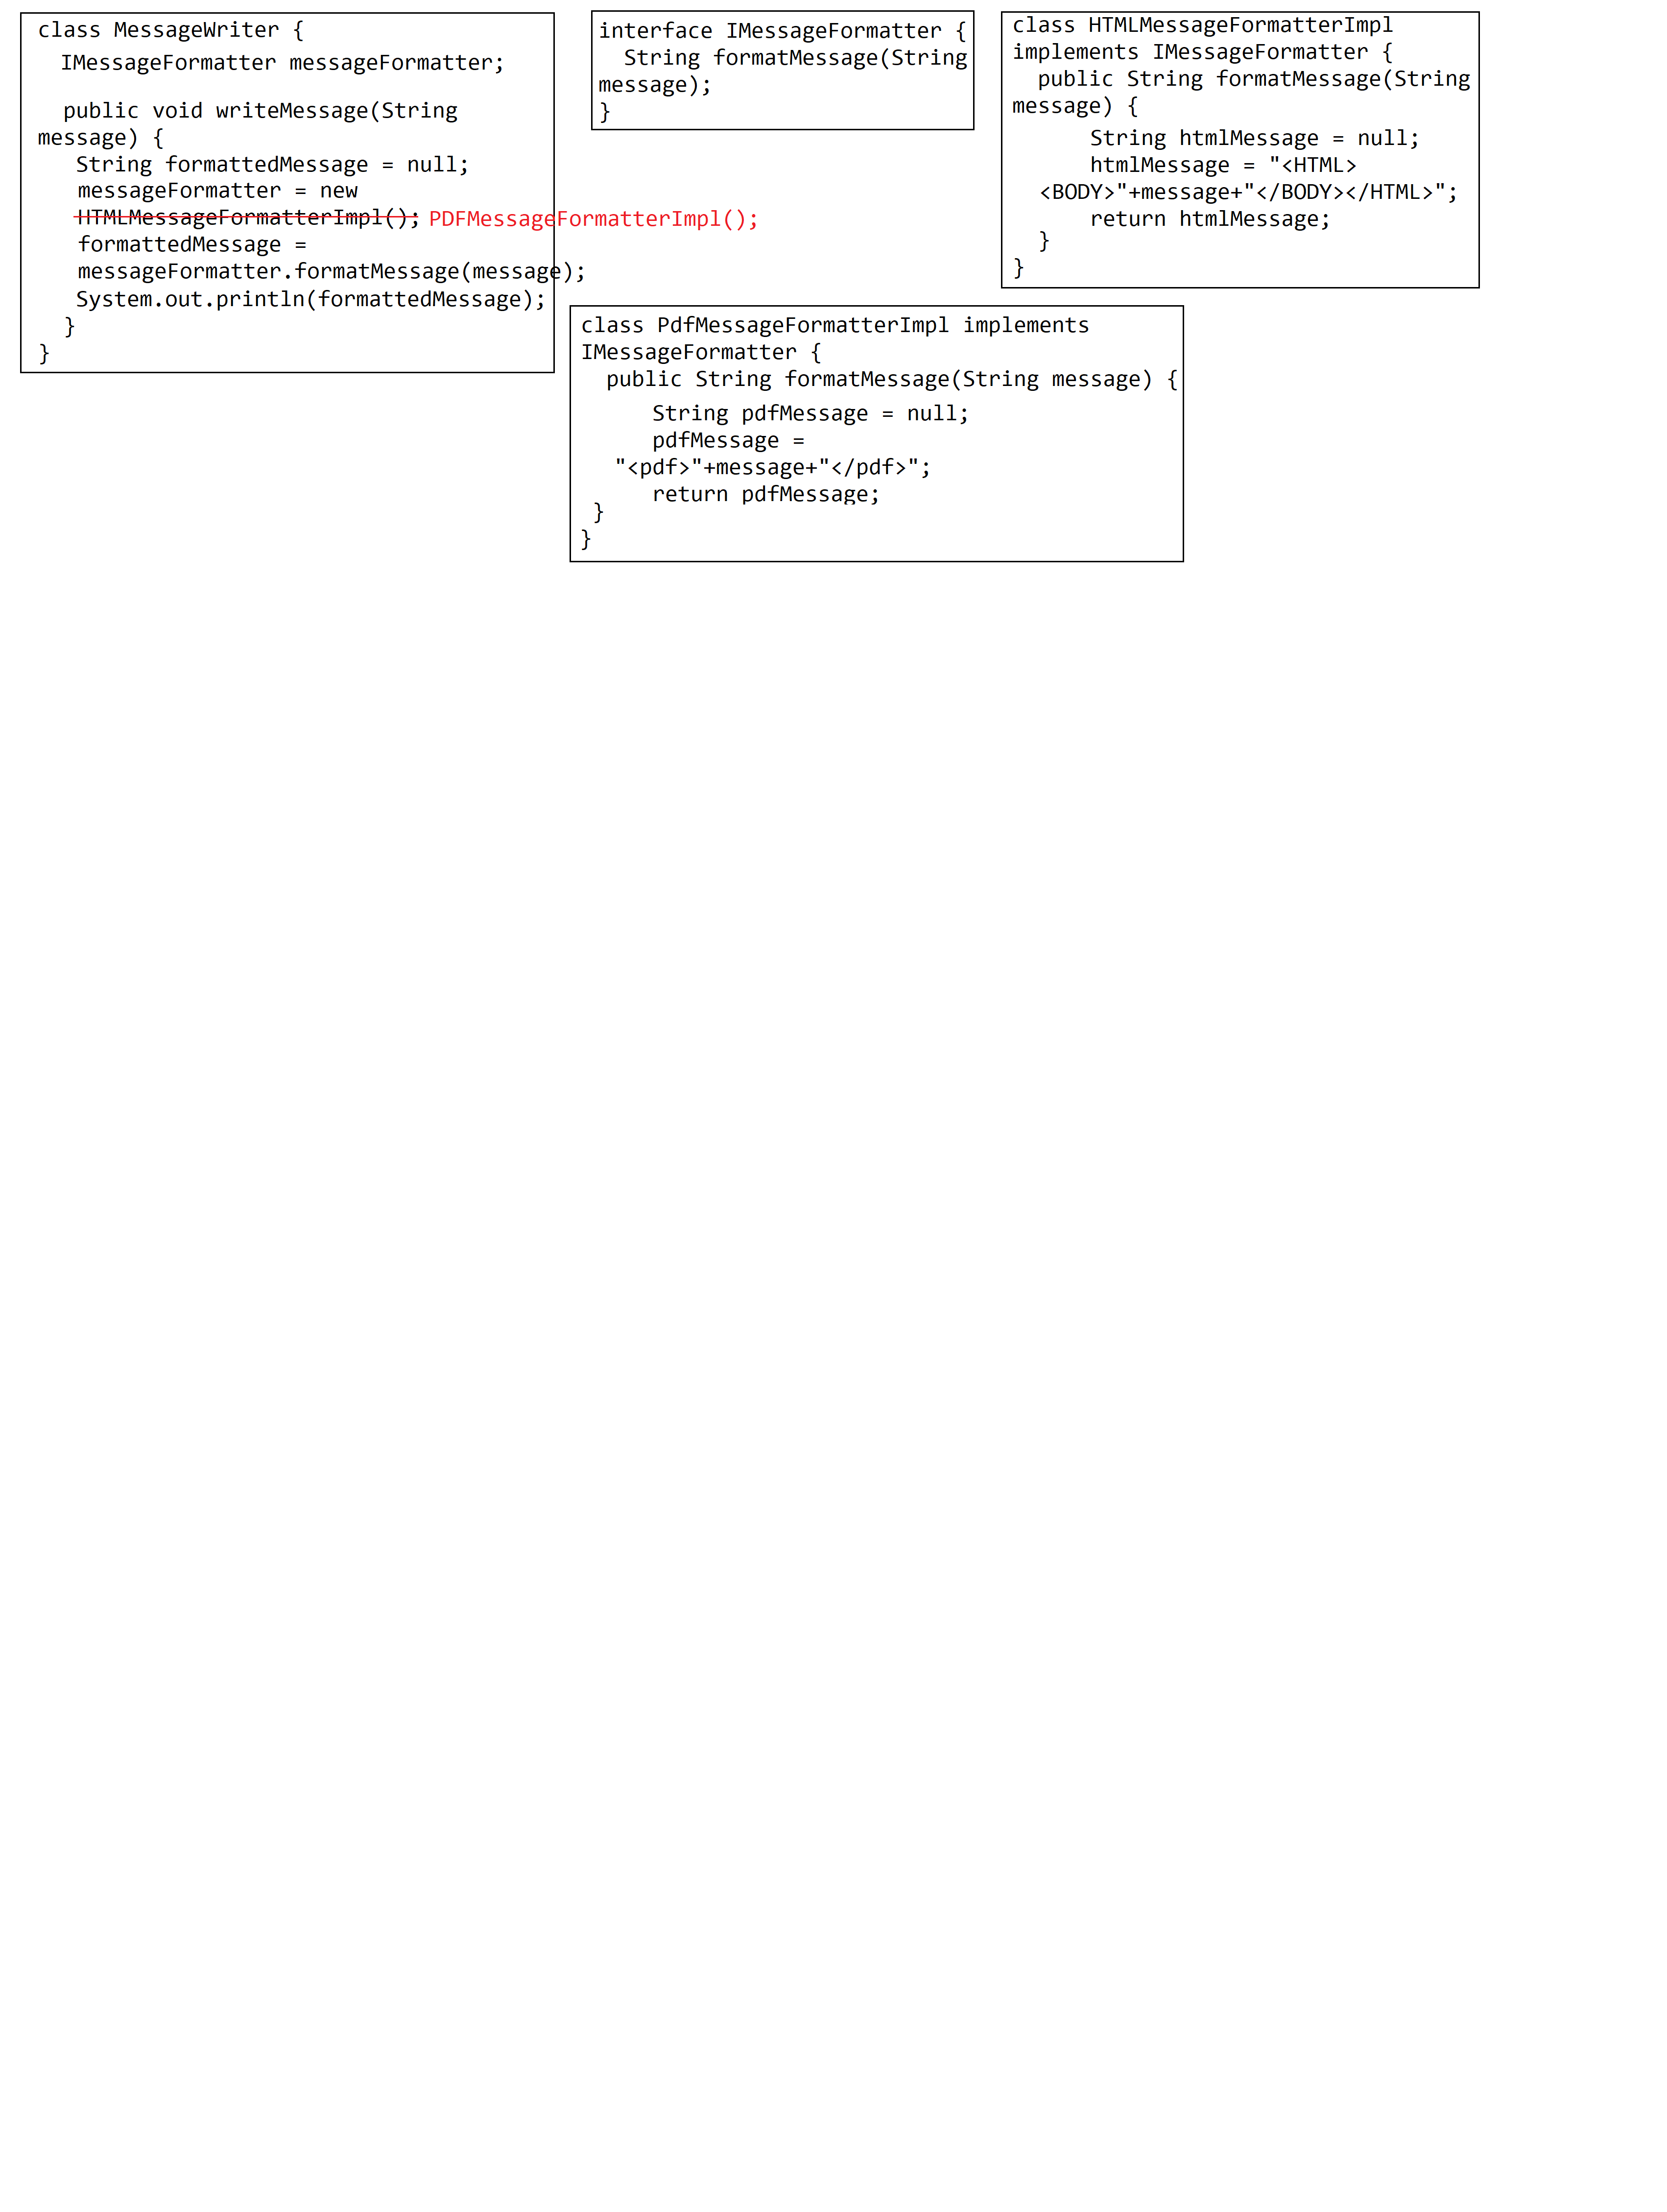 class MessageWriter {
IMessageFormatter messageFormatter;
public void writeMessage(String
message) {
String formattedMessage = null;
messageFormatter = new
HTMLMessageFormatterImpl(); PDFMessageFormatterImpl();
formattedMessage =
messageFormatter.formatMessage(message);
System.out.println(formattedMessage);
}
}
interface IMessageFormatter {
String formatMessage(String
message);
}
class HTMLMessageFormatterImpl
implements IMessageFormatter {
public String formatMessage(String
message) {
String htmlMessage = null;
htmlMessage = "<HTML>
<BODY>"+message+"</BODY></HTML>";
return htmlMessage;
}
}
class PdfMessageFormatterImpl implements
IMessageFormatter {
public String formatMessage(String message) {
String pdfMessage = null;
pdfMessage =
"<pdf>"+message+"</pdf>";
return pdfMessage;
}
}